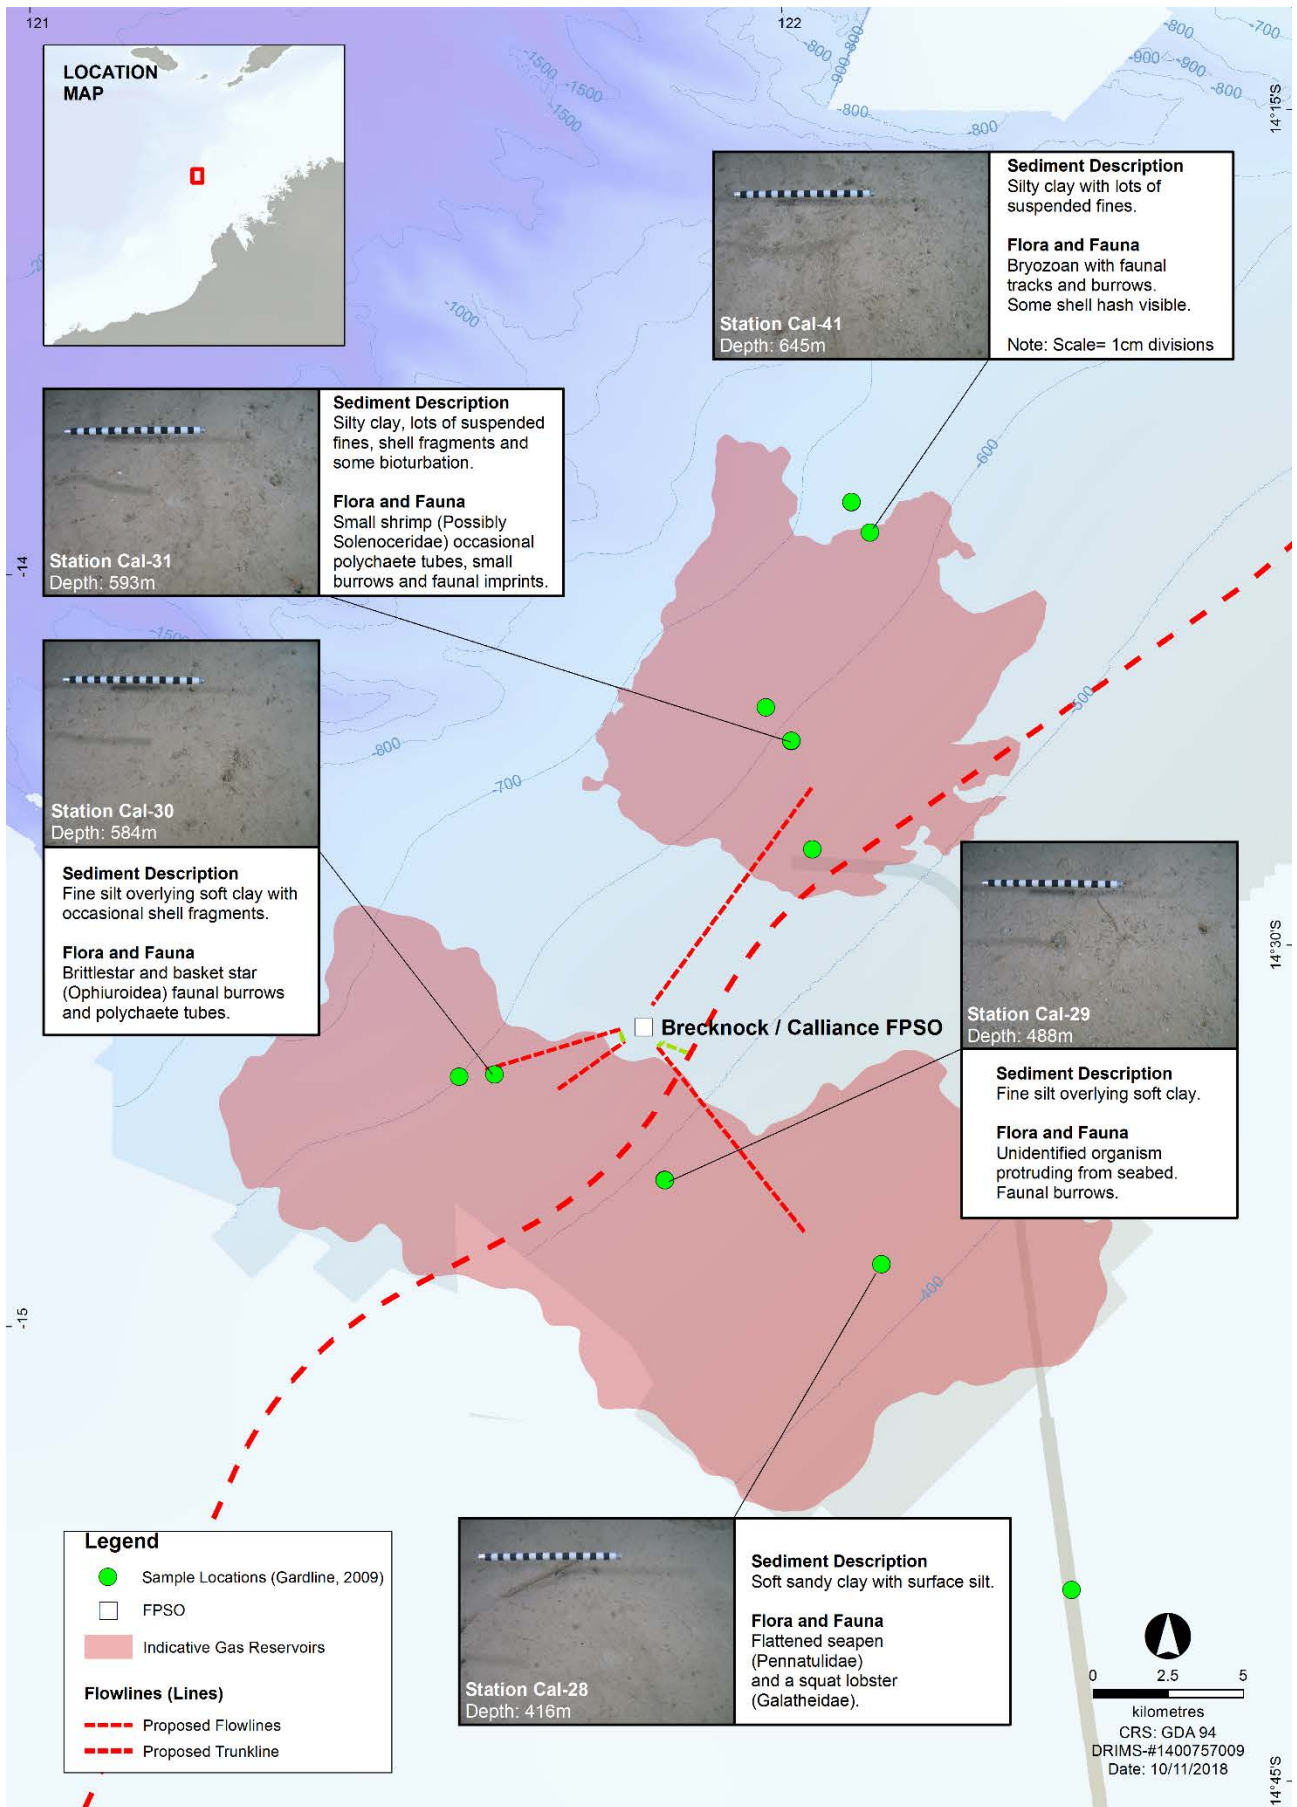 121
122
LOCATION
MAP
-1500
-1500
-1500
-900
-800
-800
-900
-900
-800
-700
-800
-800
-800
14°15'S
-1000
Sediment Description
Silty clay with lots of
suspended fines.
Flora and Fauna
Bryozoan with faunal
tracks and burrows.
Some shell hash visible.
Note: Scale= 1cm divisions
Station Cal-41
Depth: 645m
Sediment Description
Silty clay, lots of suspended
fines, shell fragments and
some bioturbation.
Flora and Fauna
Small shrimp (Possibly
Solenoceridae) occasional
polychaete tubes, small
burrows and faunal imprints.
Station Cal-31
Depth: 593m
-600
-14
-1500
-500
-800
-700
Station Cal-30
Depth: 584m
Sediment Description
Fine silt overlying soft clay with
occasional shell fragments.
Flora and Fauna
Brittlestar and basket star
(Ophiuroidea) faunal burrows
and polychaete tubes.
14°30'S
Brecknock / Calliance FPSO
Station Cal-29
Depth: 488m
Sediment Description
Fine silt overlying soft clay.
Flora and Fauna
Unidentified organism
protruding from seabed.
Faunal burrows.
-400
-15
Legend
Sample Locations (Gardline, 2009)
FPSO
Indicative Gas Reservoirs
Flowlines (Lines)
Proposed Flowlines
Proposed Trunkline
Station Cal-28
Depth: 416m
Sediment Description
Soft sandy clay with surface silt.
Flora and Fauna
Flattened seapen
(Pennatulidae)
and a squat lobster
(Galatheidae).
0 2.5 5
kilometres
CRS: GDA 94
DRIMS-#1400757009
Date: 10/11/2018
14°45'S